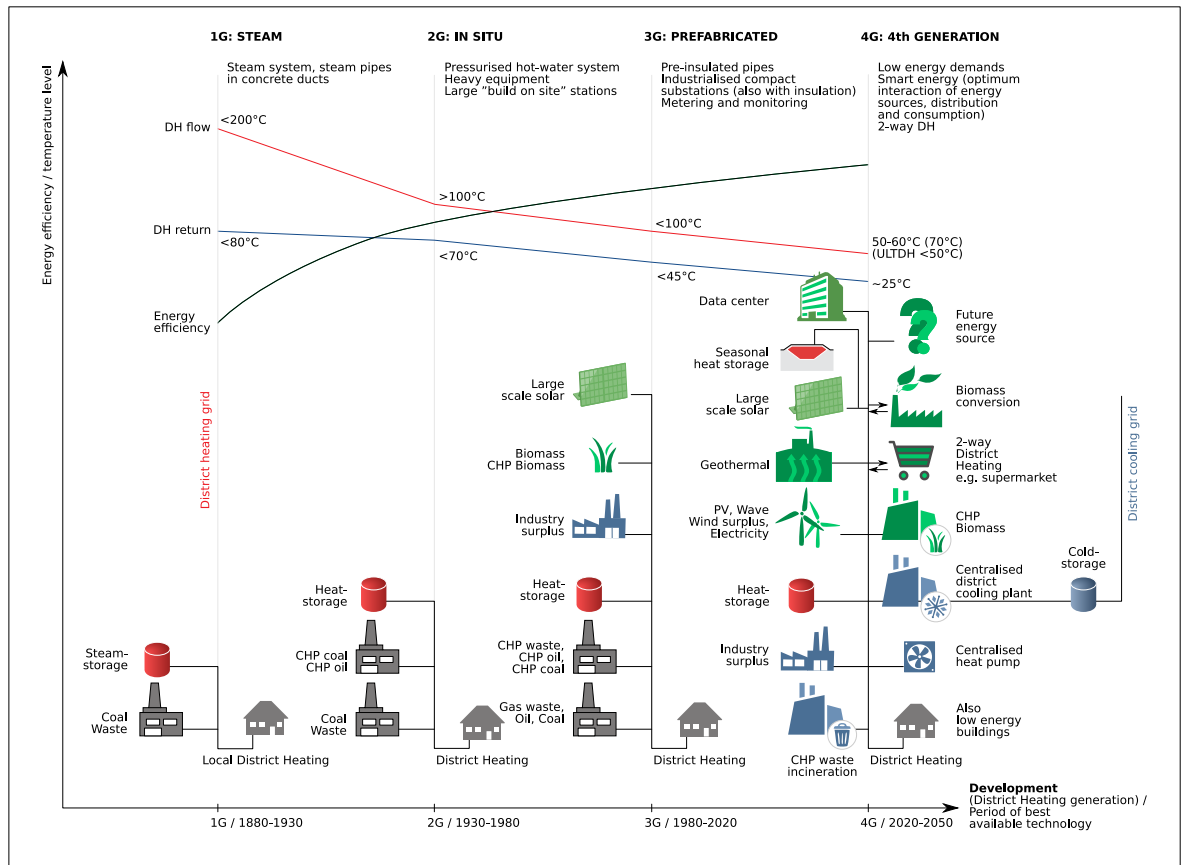 1G: STEAM
Steam system, steam pipes
in concrete ducts
2G: IN SITU
Pressurised hot-water system
Heavy equipment
Large "build on site" stations
3G: PREFABRICATED
Pre-insulated pipes
Industrialised compact
substations (also with insulation)
Metering and monitoring
4G: 4th GENERATION
Low energy demands
Smart energy (optimum
interaction of energy
sources, distribution
and consumption)
2-way DH
Energy efficiency / temperature level
DH flow
<200°C
>100°C
<100°C
50-60°C (70°C)
(ULTDH <50°C)
DH return
<80°C
<70°C
<45°C
~25°C
Energy
efficiency
District heating grid
Steam-
storage
Coal
Waste
Local District Heating
Heat-
storage
CHP coal
CHP oil
Coal
Waste
District Heating
Large
scale solar
Biomass
CHP Biomass
Industry
surplus
Heat-
storage
CHP waste,
CHP oil,
CHP coal
Gas waste,
Oil, Coal
District Heating
Data center
Seasonal
heat storage
Large
scale solar
Geothermal
PV, Wave
Wind surplus,
Electricity
Heat-
storage
Industry
surplus
CHP waste
incineration
Future
energy
source
Biomass
conversion
2-way
District
Heating
e.g. supermarket
CHP
Biomass
Centralised
district
cooling plant
Cold-
storage
District cooling grid
Centralised
heat pump
Also
low energy
buildings
District Heating
1G / 1880-1930
2G / 1930-1980
3G / 1980-2020
4G / 2020-2050
Development
(District Heating generation) /
Period of best
available technology